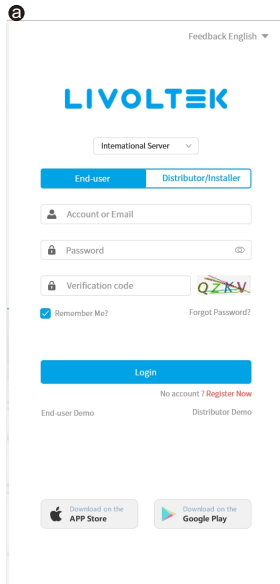 a
Feedback English
LIVOLTEK
International Server
End-user Distributor/Installer
Account or Email
Password
Verification code QZKV
Remember Me? Forgot Password?
Login
No account ? Register Now
End-user Demo Distributor Demo
Download on the
APP Store
Download on the
Google Play